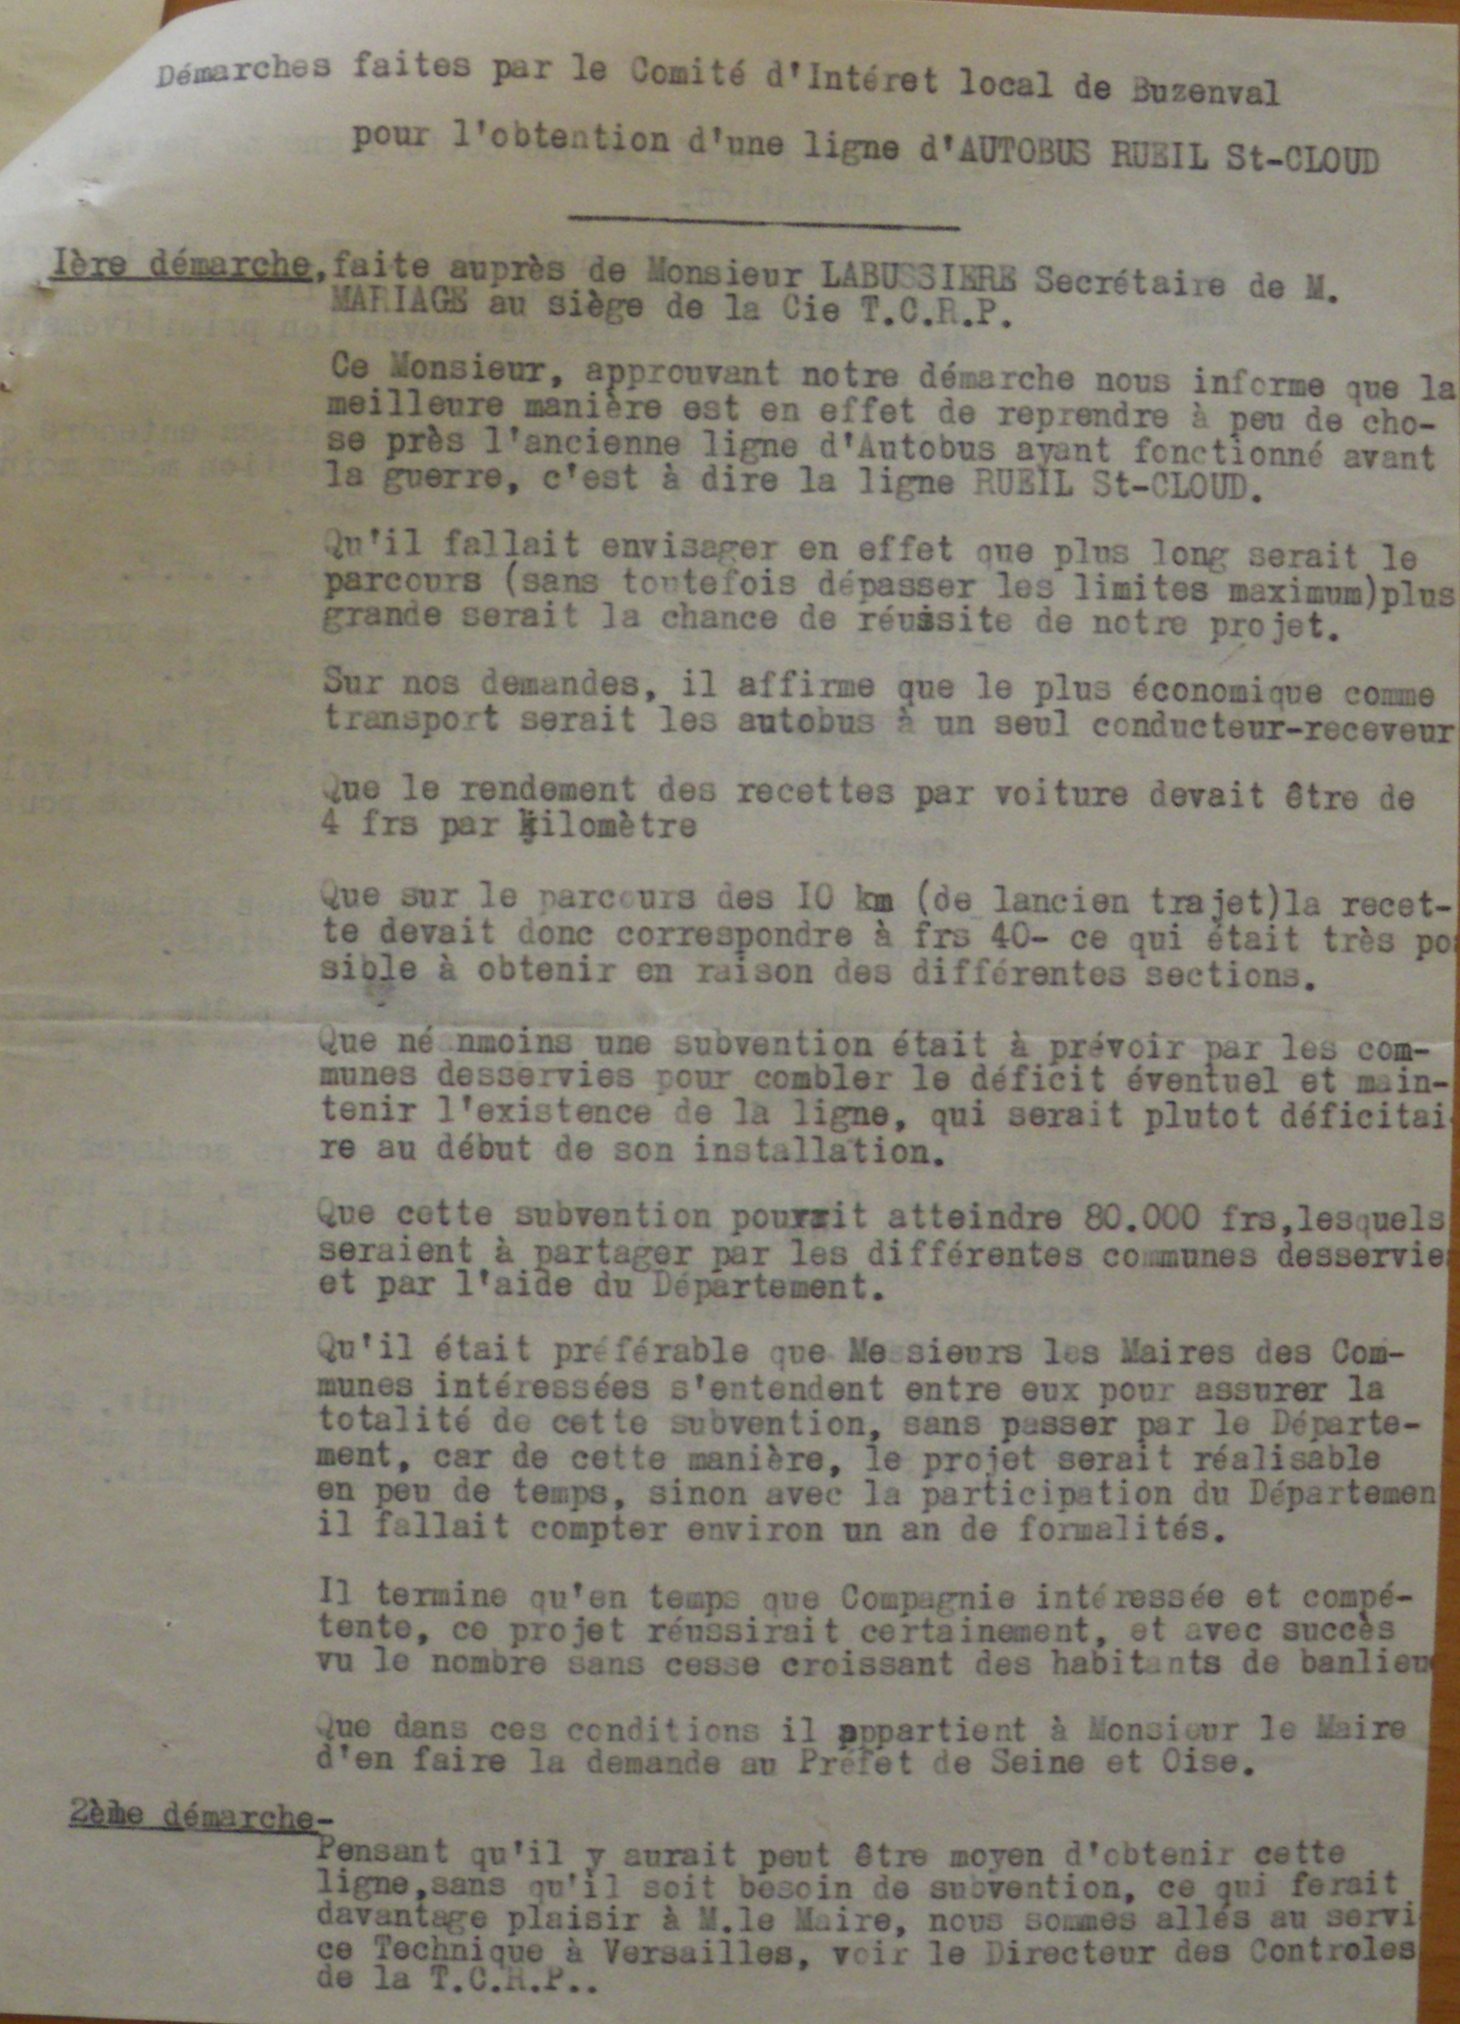 Démarches faites par le Comité d'Intéret local de Buzenval
pour l'obtention d'une ligne d'AUTOBUS RUEIL St-CLOUD
Ière démarche, faite auprès de Monsieur LABUSSIERE Secrétaire de M.
MARIAGE au siège de la Cie T.C.R.P.
Ce Monsieur, approuvant notre démarche nous informe que la
meilleure manière est en effet de reprendre à peu de cho-
se près l'ancienne ligne d'Autobus ayant fonctionné avant
la guerre, c'est à dire la ligne RUEIL St-CLOUD.
Qu'il fallait envisager en effet que plus long serait le
parcours (sans toutefois dépasser les limites maximum)plus
grande serait la chance de réussite de notre projet.
Sur nos demandes, il affirme que le plus économique comme
transport serait les autobus à un seul conducteur-receveur
Que le rendement des recettes par voiture devait être de
4 frs par kilomètre
Que sur le parcours des IO km (de lancien trajet)la recet-
te devait donc correspondre à frs 40- ce qui était très po
sible à obtenir en raison des différentes sections.
Que né nmoins une subvention était à prévoir par les com-
munes desservies pour combler le déficit éventuel et main-
tenir l'existence de la ligne, qui serait plutot déficitai
re au début de son installation.
Que cette subvention pourrait atteindre 80.000 frs,lesquels
seraient à partager par les différentes communes desservie
et par l'aide du Département.
Qu'il était préférable que Messieurs les Maires des Com-
munes intéressées s'entendent entre eux pour assurer la
totalité de cette subvention, sans passer par le Départe-
ment, car de cette manière, le projet serait réalisable
en peu de temps, sinon avec la participation du Départemen
il fallait compter environ un an de formalités.
Il termine qu'en temps que Compagnie intéressée et compé-
tente, ce projet réussirait certainement, et avec succès
vu le nombre sans cesse croissant des habitants de banlieu
Que dans ces conditions il appartient à Monsieur le Maire
d'en faire la demande au Préfet de Seine et Oise.
2ème démarche-
Pensant qu'il y aurait peut être moyen d'obtenir cette
ligne,sans qu'il soit besoin de subvention, ce qui ferait
davantage plaisir à M.le Maire, nous sommes allés au servi
ce Technique à Versailles, voir le Directeur des Controles
de la T.C.R.P..